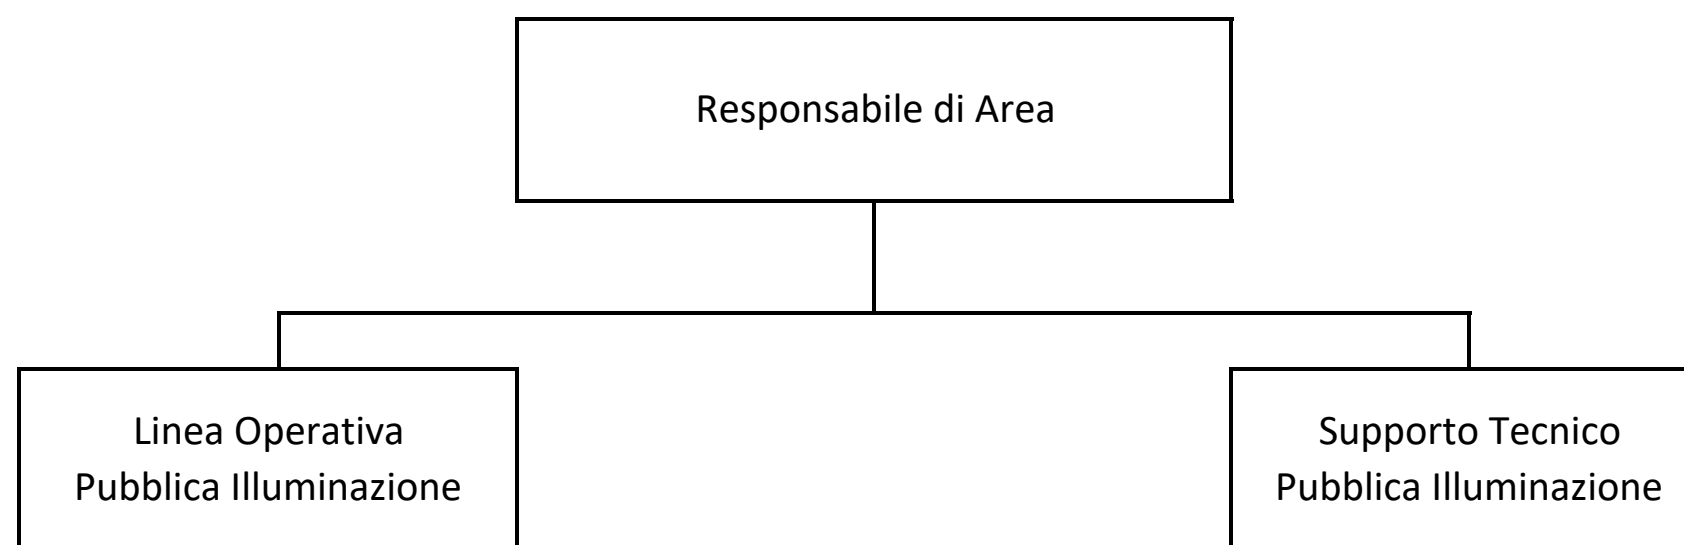 Responsabile di Area
Linea Operativa
Pubblica Illuminazione
Supporto Tecnico
Pubblica Illuminazione